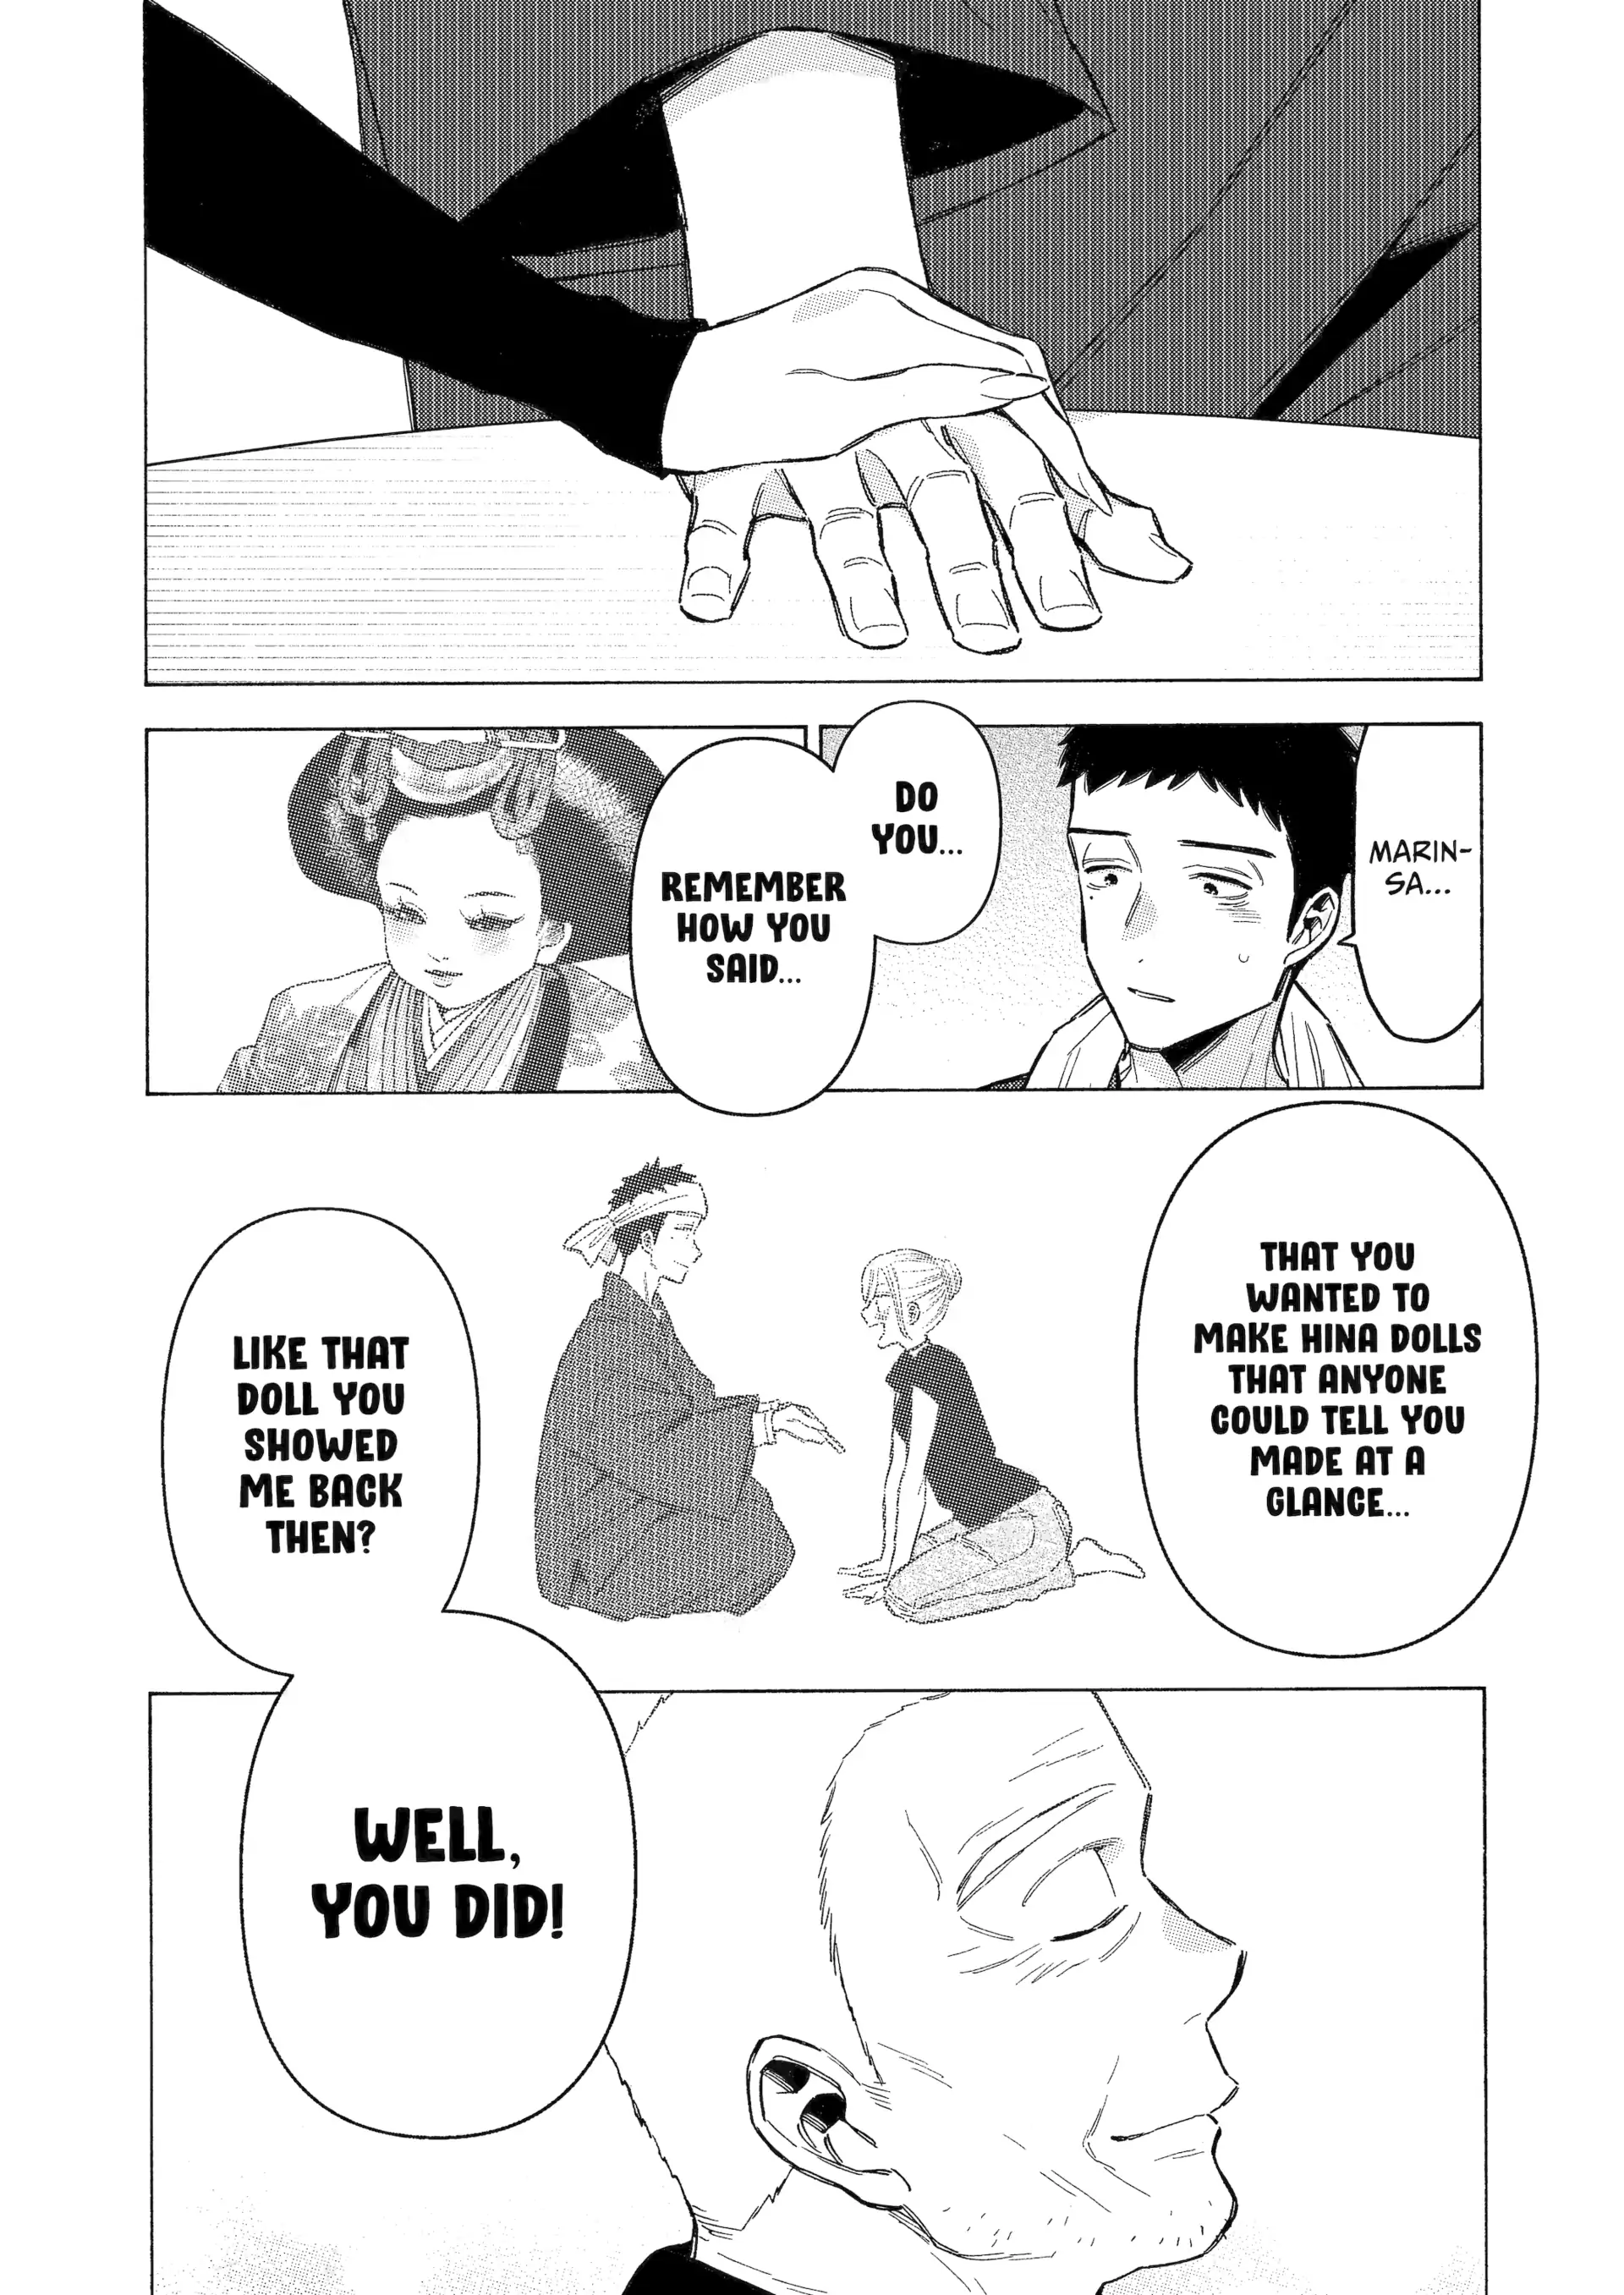 MARIN-
SA...
DO
YOU...
REMEMBER
HOW YOU
SAID...
THAT YOU
WANTED TO
MAKE HINA DOLLS
THAT ANYONE
COULD TELL YOU
MADE AT A
GLANCE...
LIKE THAT
DOLL YOU
SHOWED
ME BACK
THEN?
WELL,
YOU DID!